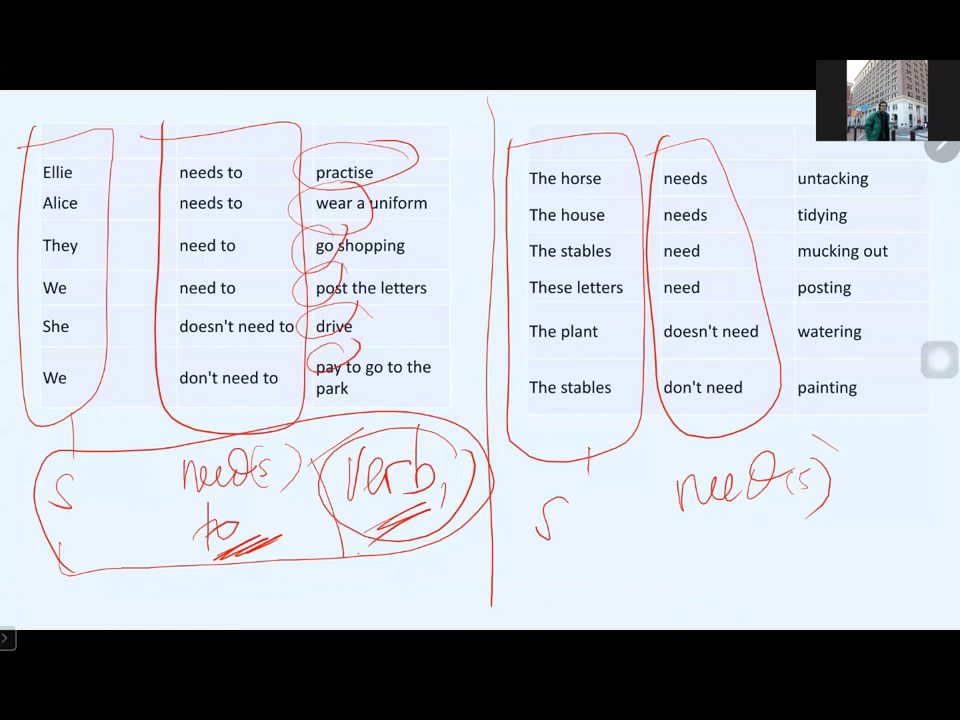 Ellie needs to practise
Alice needs to wear a uniform
They need to go shopping
We need to post the letters
She doesn't need to drive
We don't need to pay to go to the
park
S need(s) verb1
to
The horse needs untacking
The house needs tidying
The stables need mucking out
These letters need posting
The plant doesn't need watering
The stables don't need painting
S need(s)